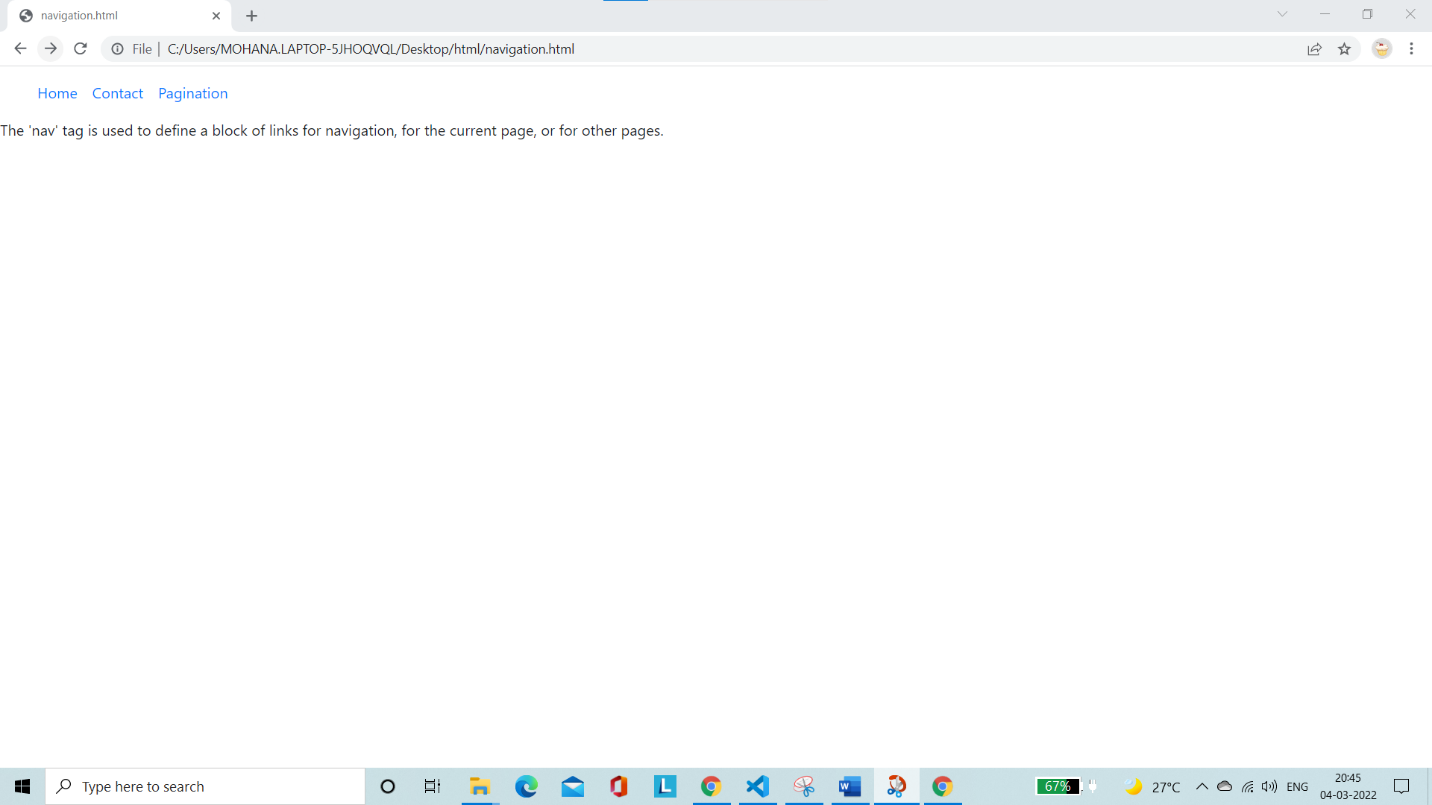 navigation.html
File | C:/Users/MOHANA.LAPTOP-5JHOQVQL/Desktop/html/navigation.html
Home Contact Pagination
The 'nav' tag is used to define a block of links for navigation, for the current page, or for other pages.
Type here to search
L
W
67%
27°C
ENG
20:45
04-03-2022